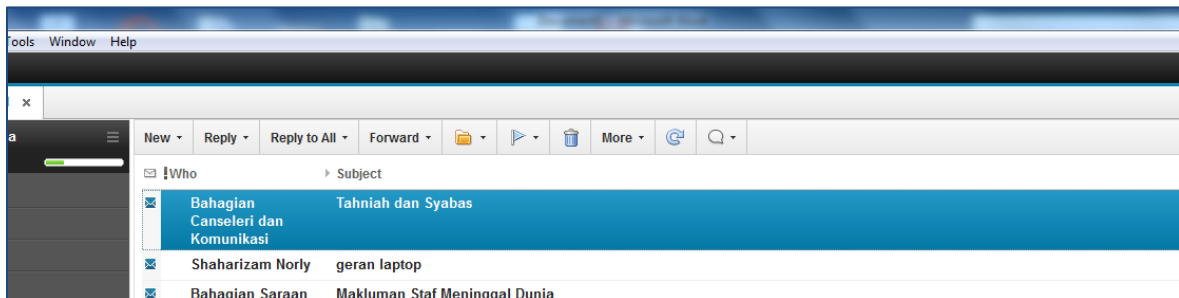 Tools Window Help
a
New Reply Reply to All Forward More
!Who Subject
Bahagian Tahniah dan Syabas
Canseleri dan
Komunikasi
Shaharizam Norly geran laptop
Bahagian Saraan Makluman Staf Meninggal Dunia